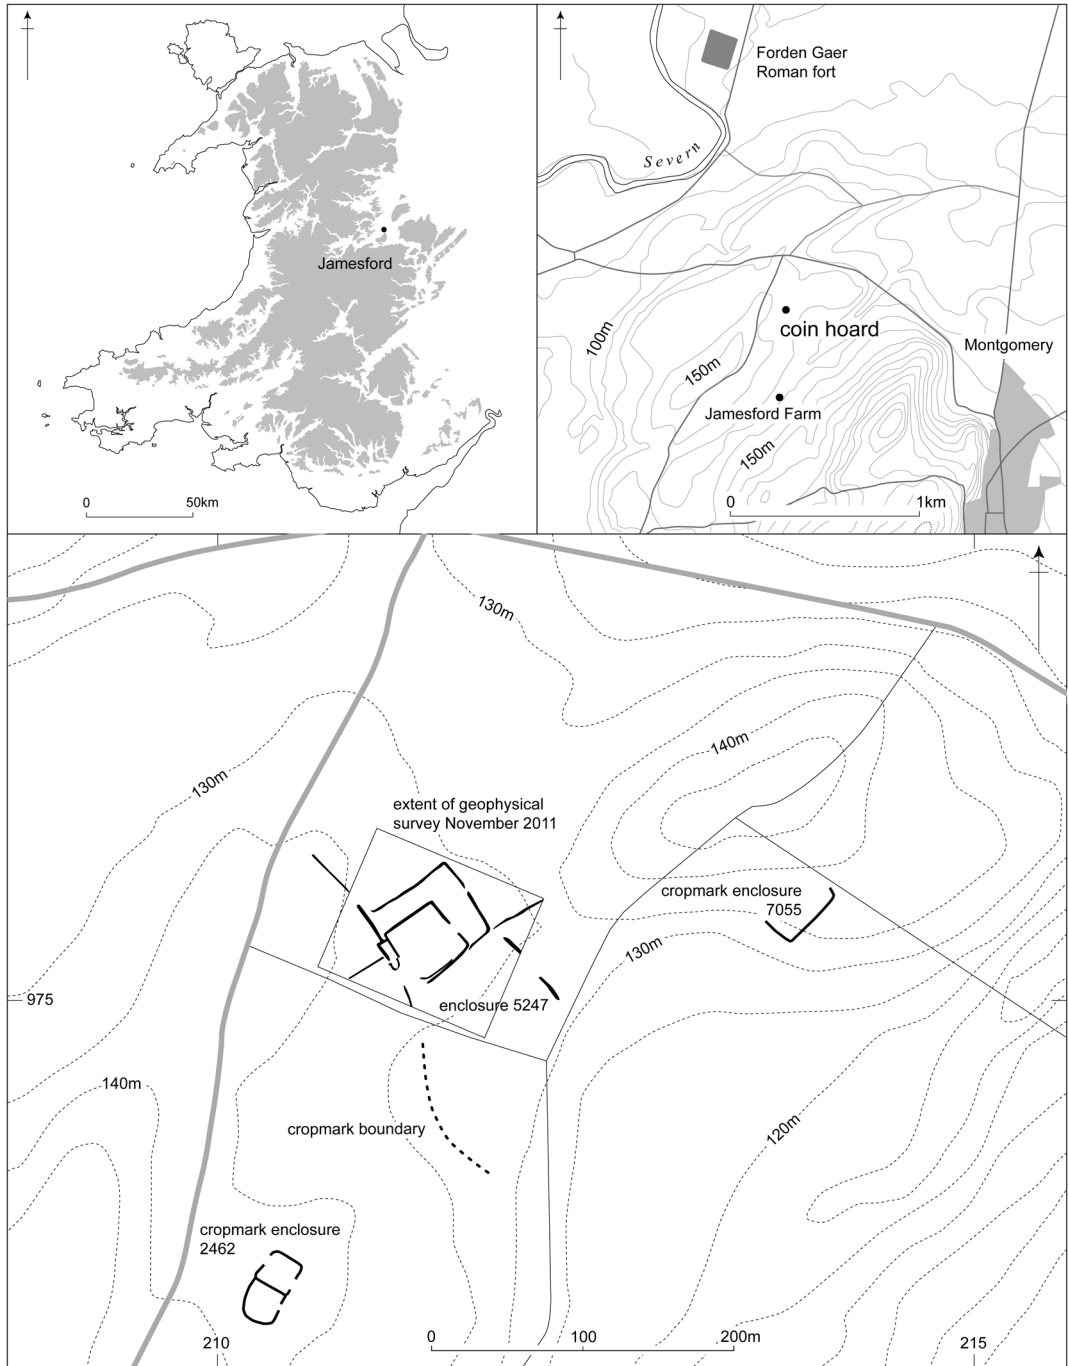 Jamesford
0
50km
Forden Gaer
Roman fort
Severn
100m
coin hoard
Montgomery
150m
Jamesford Farm
150m
0
1km
130m
140m
130m
extent of geophysical
survey November 2011
cropmark enclosure
7055
130m
975
enclosure 5247
140m
cropmark boundary
120m
cropmark enclosure
2462
210
0
100
200m
215